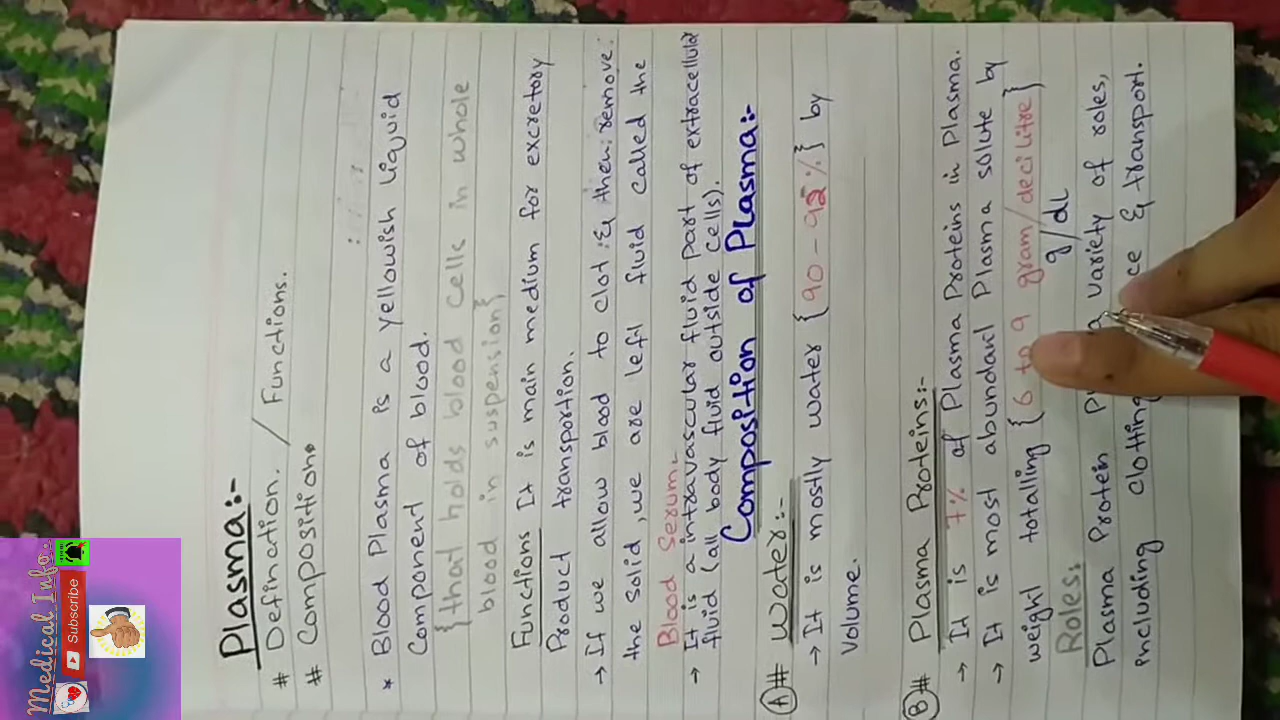 Plasma:-
# Defination. / Functions.
# Composition.
* Blood Plasma is a yellowish liquid
Component of blood.
{that holds blood cells in whole
blood in suspension}
Functions It is main medium for excretory
Product transportion.
→ If we allow blood to clot & then remove
the solid, we are left fluid called the
Blood Serum:-
→ It is a intravascular fluid part of extracellular
fluid (all body fluid outside cells).
Composition of Plasma:-
(A) # Water:-
→ It is mostly water {90-92%} by
Volume.
(B) # Plasma Proteins:-
→ It is 7% of Plasma Proteins in Plasma.
→ It is most abundant Plasma solute by
weight totalling {6 to 9 gram/decilitre}
g/dL
Roles:
Plasma Protein variety of roles,
including clotting & transport.
Medical Info.
Subscribe